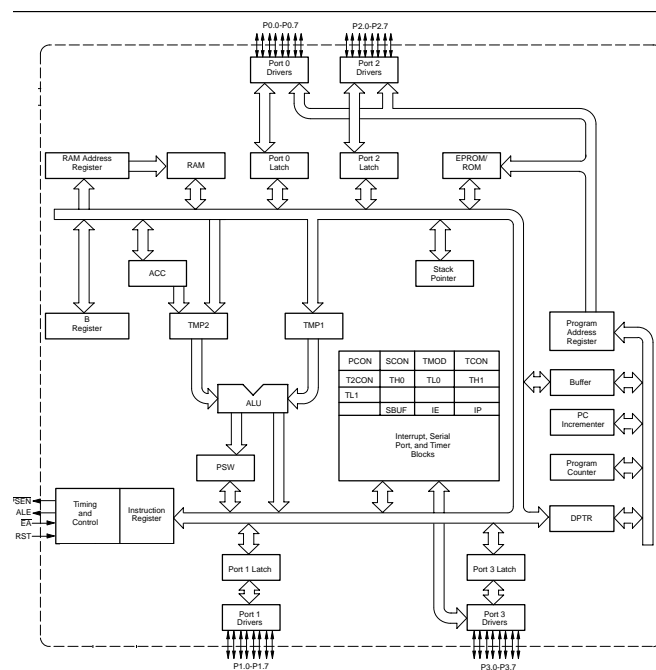 P0.0-P0.7
P2.0-P2.7
Port 0
Drivers
Port 2
Drivers
RAM Address
Register
RAM
Port 0
Latch
Port 2
Latch
EPROM/
ROM
ACC
Stack
Pointer
B
Register
TMP2
TMP1
Program
Address
Register
PCON SCON TMOD TCON
T2CON TH0 TL0 TH1
TL1
SBUF IE IP
Interrupt, Serial
Port, and Timer
Blocks
Buffer
ALU
PC
Incrementer
PSW
Program
Counter
PSEN
ALE
EA
RST
Timing
and
Control
Instruction
Register
DPTR
Port 1 Latch
Port 3 Latch
Port 1
Drivers
Port 3
Drivers
P1.0-P1.7
P3.0-P3.7